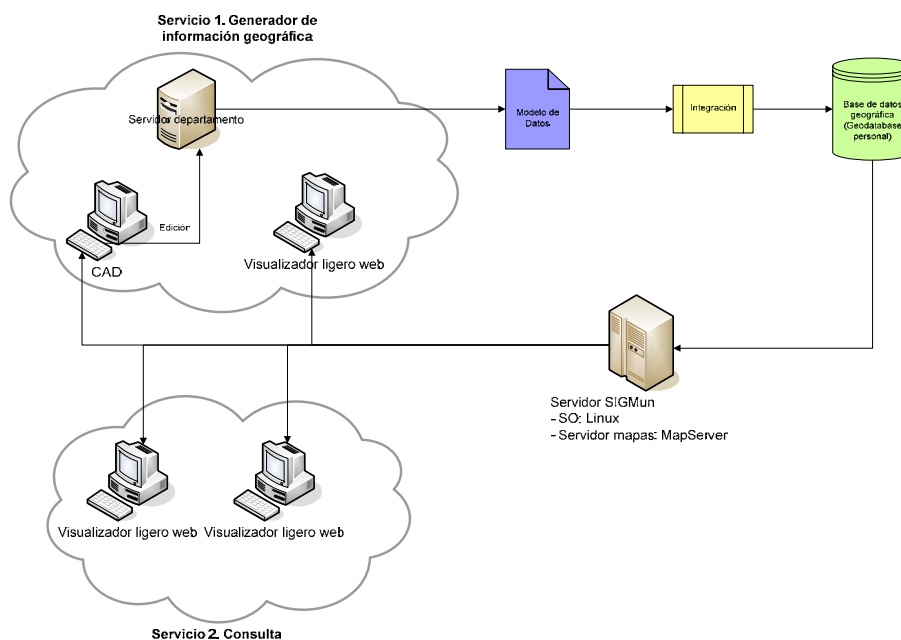 Servicio 1. Generador de
información geográfica
Servidor departamento
Modelo de
Datos
Integración
Base de datos
geográfica
(Geodatabase
personal)
Edición
CAD
Visualizador ligero web
Servidor SIGMun
- SO: Linux
- Servidor mapas: MapServer
Visualizador ligero web
Visualizador ligero web
Servicio 2. Consulta